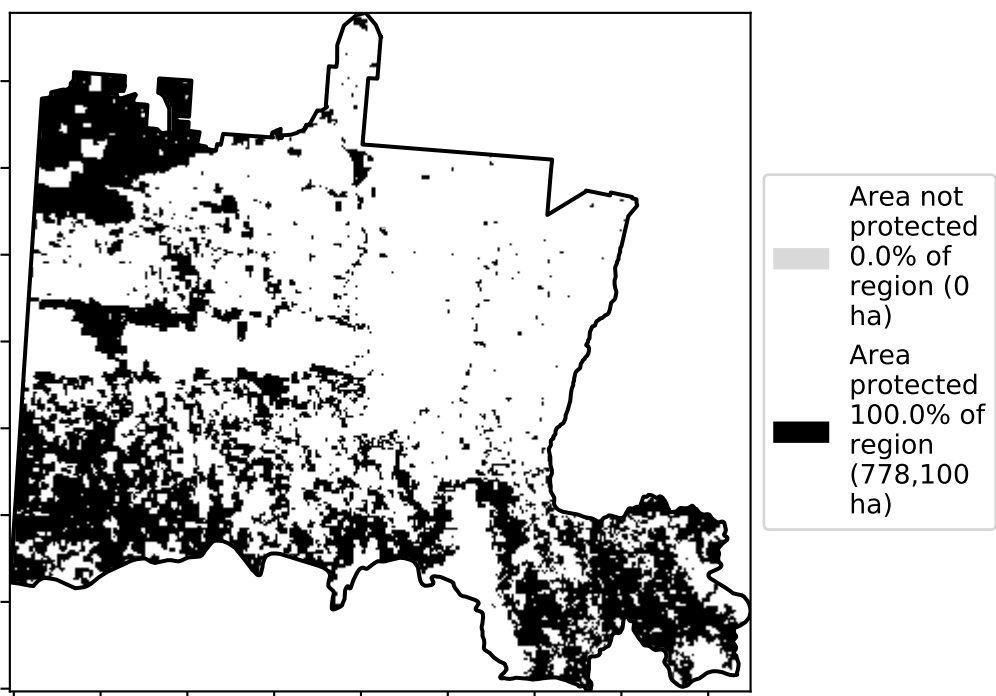 Area not
protected
0.0% of
region (0
ha)
Area
protected
100.0% of
region
(778,100
ha)